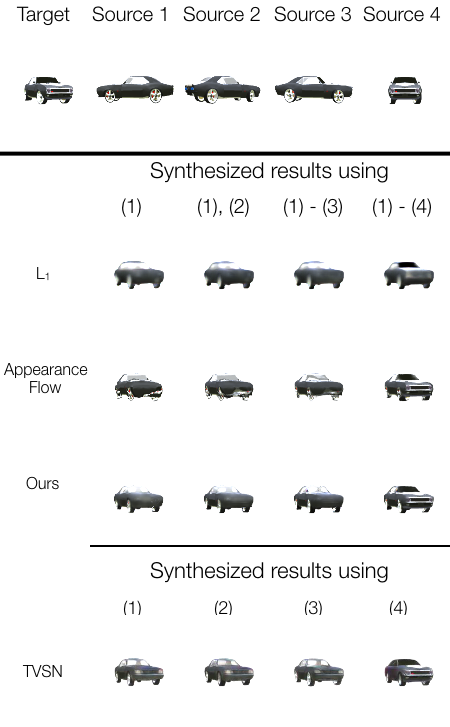 Target Source 1 Source 2 Source 3 Source 4
Synthesized results using
(1) (1), (2) (1) - (3) (1) - (4)
L₁
Appearance
Flow
Ours
Synthesized results using
(1) (2) (3) (4)
TVSN